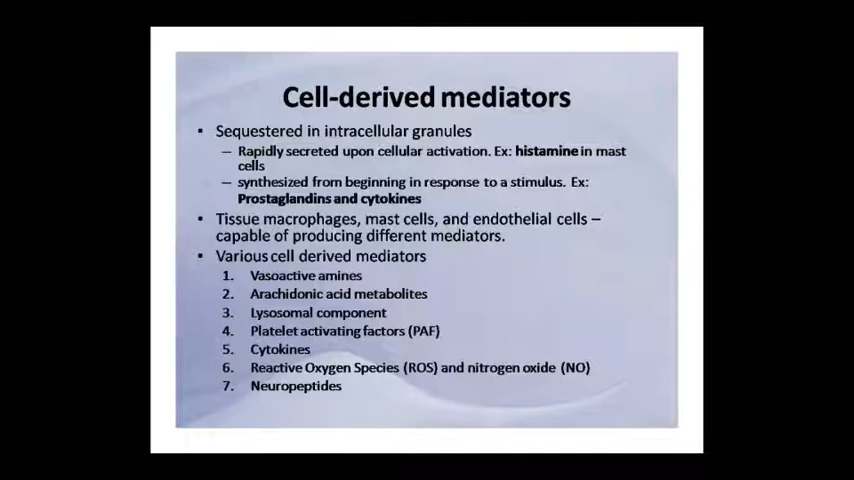 Cell-derived mediators
• Sequestered in intracellular granules
– Rapidly secreted upon cellular activation. Ex: histamine in mast
cells
– synthesized from beginning in response to a stimulus. Ex:
Prostaglandins and cytokines
• Tissue macrophages, mast cells, and endothelial cells –
capable of producing different mediators.
• Various cell derived mediators
1. Vasoactive amines
2. Arachidonic acid metabolites
3. Lysosomal component
4. Platelet activating factors (PAF)
5. Cytokines
6. Reactive Oxygen Species (ROS) and nitrogen oxide (NO)
7. Neuropeptides